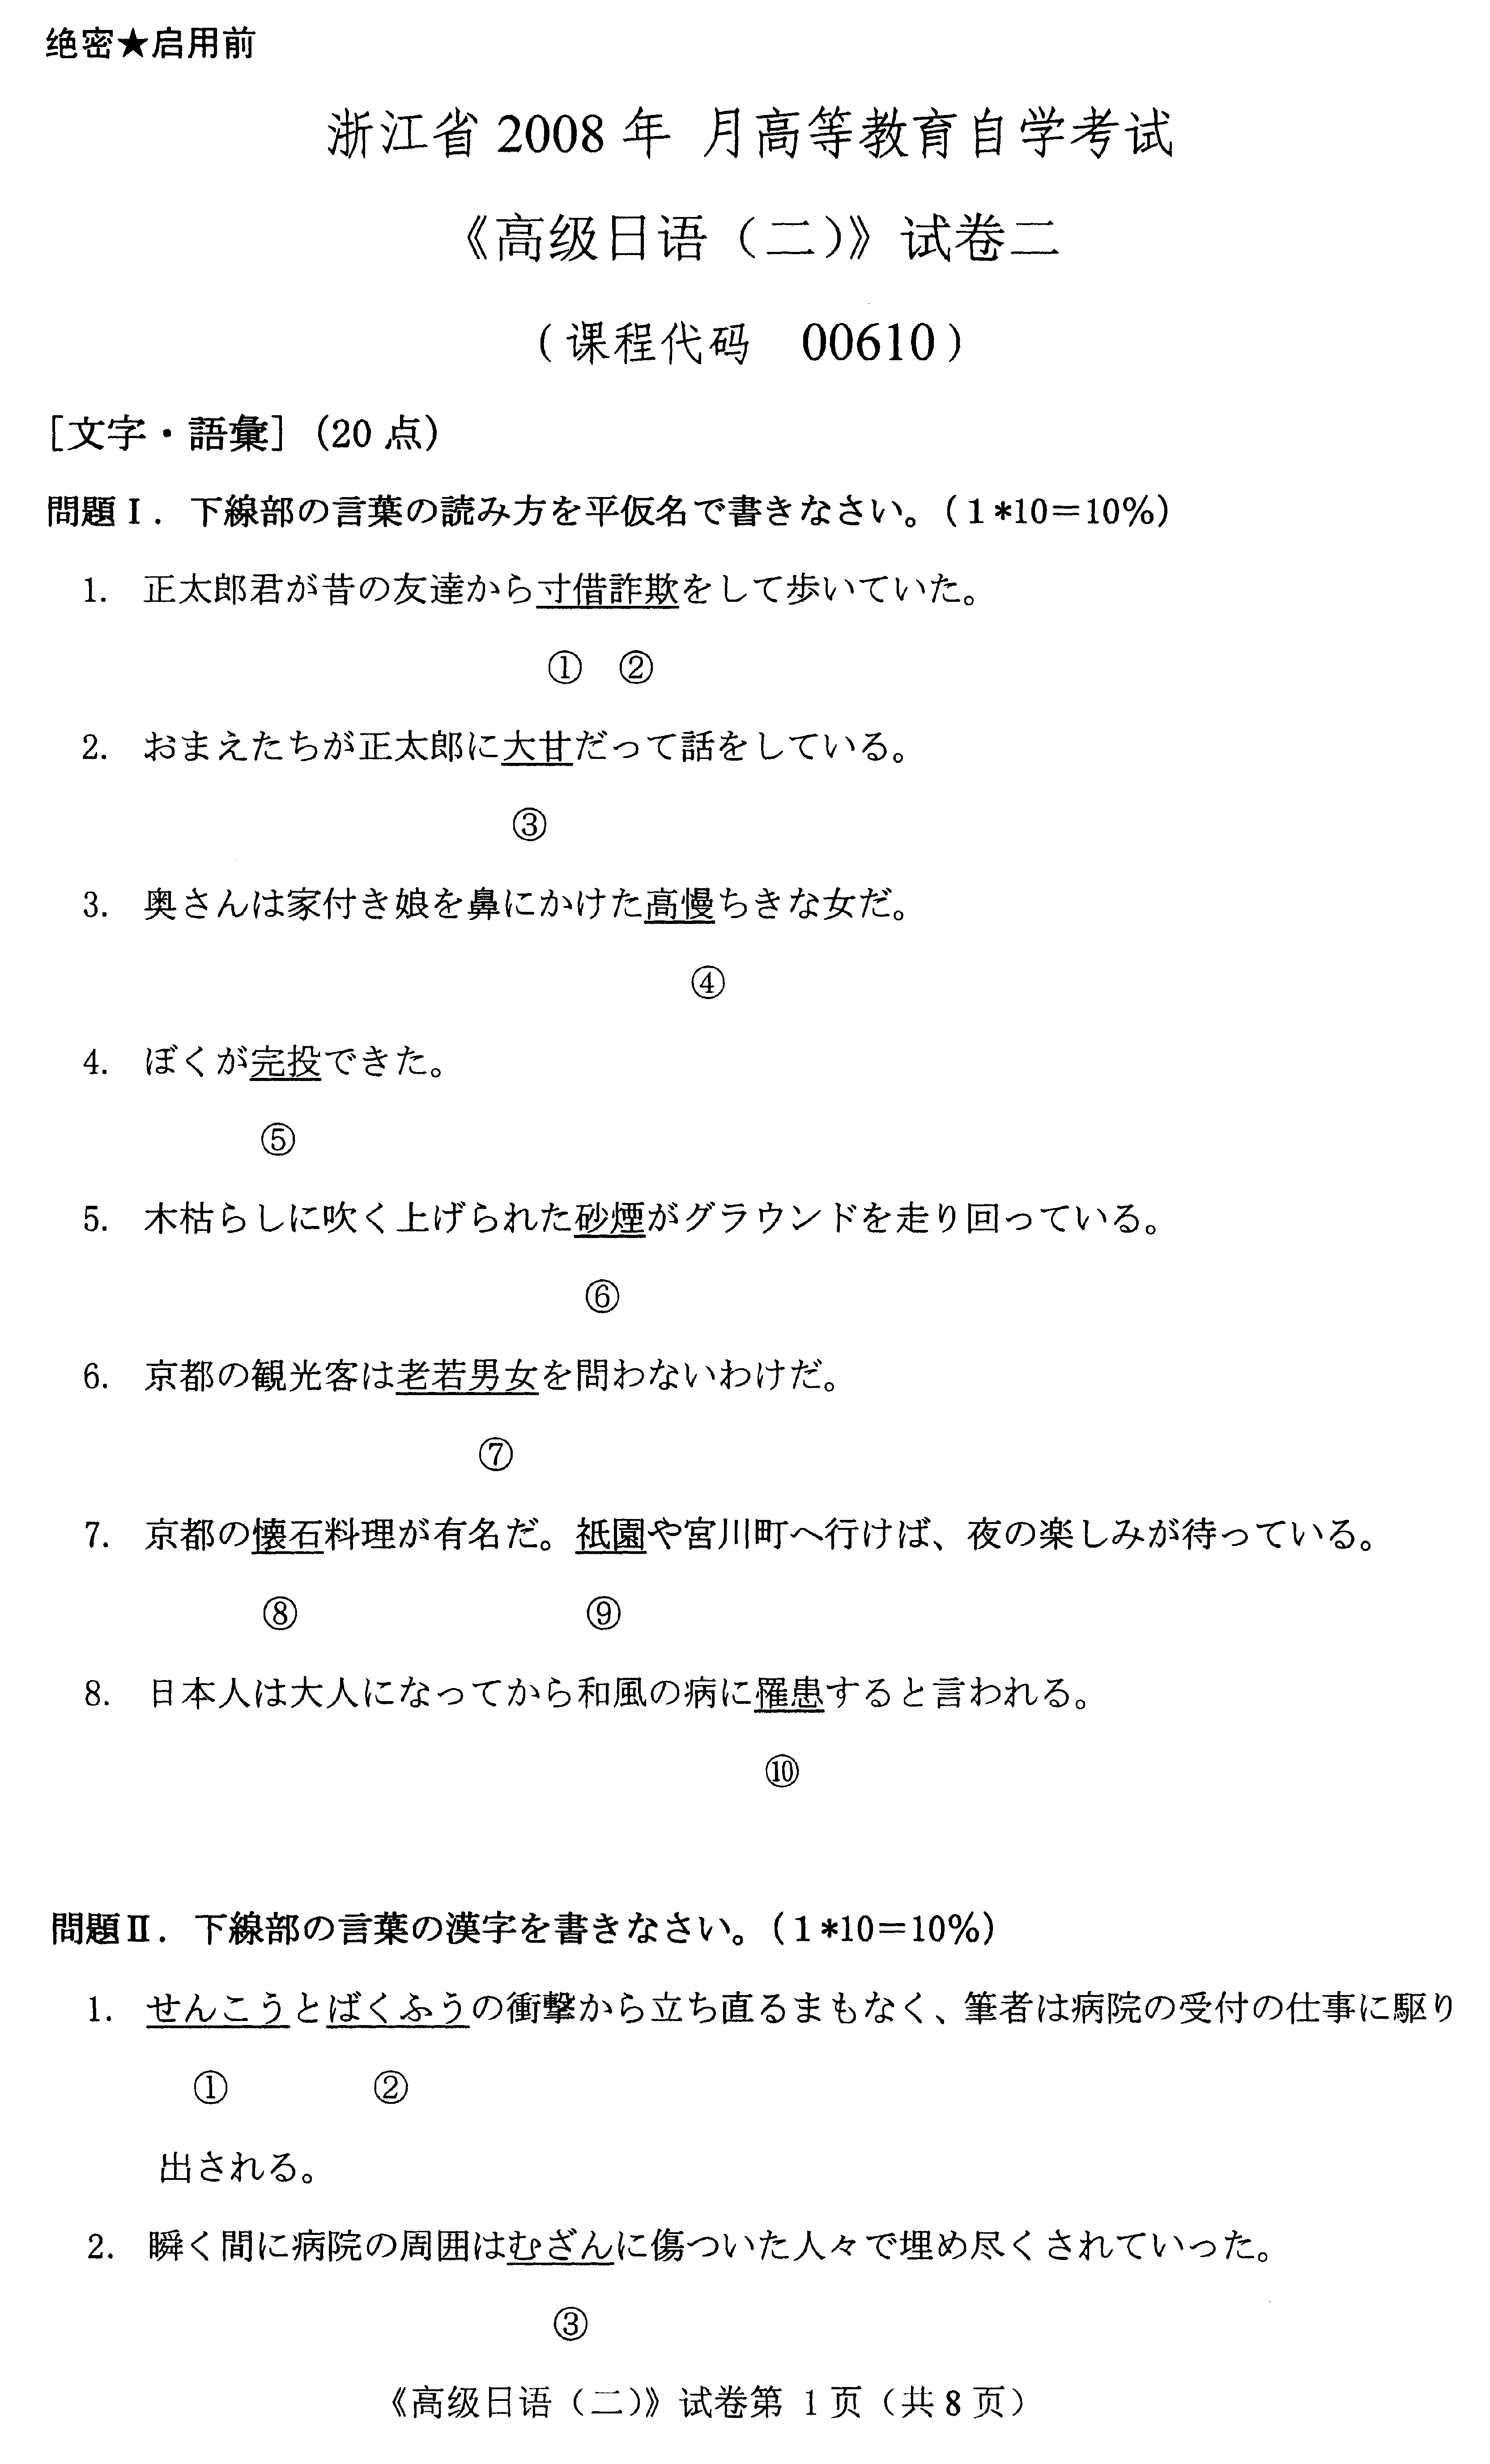 绝密★启用前
浙江省 2008 年 月高等教育自学考试
《高级日语（二）》试卷二
（课程代码 00610）
［文字・語彙］（20 点）
問題Ⅰ．下線部の言葉の読み方を平仮名で書きなさい。（1*10＝10%）
1. 正太郎君が昔の友達から寸借詐欺をして歩いていた。
① ②
2. おまえたちが正太郎に大甘だって話をしている。
③
3. 奥さんは家付き娘を鼻にかけた高慢ちきな女だ。
④
4. ぼくが完投できた。
⑤
5. 木枯らしに吹く上げられた砂煙がグラウンドを走り回っている。
⑥
6. 京都の観光客は老若男女を問わないわけだ。
⑦
7. 京都の懐石料理が有名だ。祇園や宮川町へ行けば、夜の楽しみが待っている。
⑧ ⑨
8. 日本人は大人になってから和風の病に罹患すると言われる。
⑩
問題Ⅱ．下線部の言葉の漢字を書きなさい。（1*10＝10%）
1. せんこうとばくふうの衝撃から立ち直るまもなく、筆者は病院の受付の仕事に駆り
① ②
出される。
2. 瞬く間に病院の周囲はむざんに傷ついた人々で埋め尽くされていった。
③
《高级日语（二）》试卷第 1 页（共 8 页）